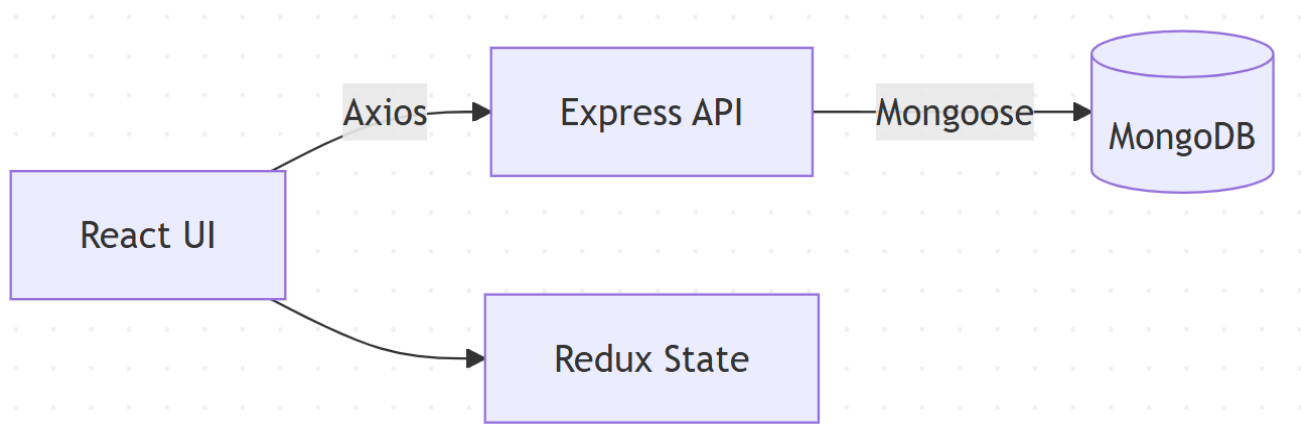 Axios
Express API
Mongoose
MongoDB
React UI
Redux State